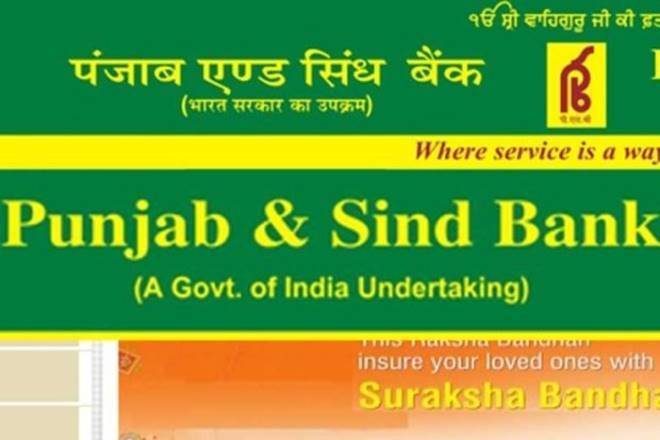 ੴ ਸ੍ਰੀ ਵਾਹਿਗੁਰੂ ਜੀ ਕੀ
पंजाब एण्ड सिंध बैंक
(भारत सरकार का उपक्रम)
पी.एस.बी
Where service is a way
Punjab & Sind Bank
(A Govt. of India Undertaking)
This Raksha Bandhan
insure your loved ones with
Suraksha Bandha